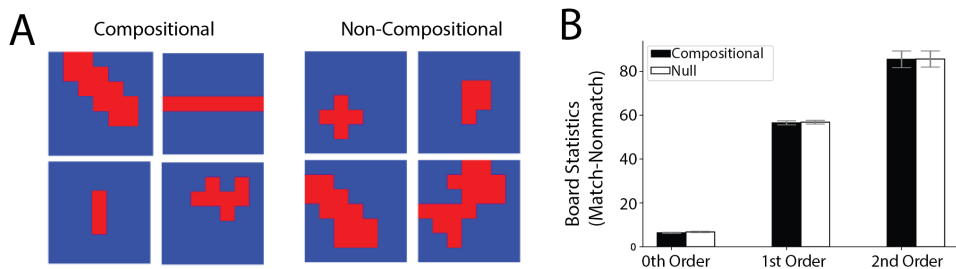 A
Compositional
Non-Compositional
B
Compositional
Null
Board Statistics
(Match-Nonmatch)
80
60
40
20
0
0th Order
1st Order
2nd Order